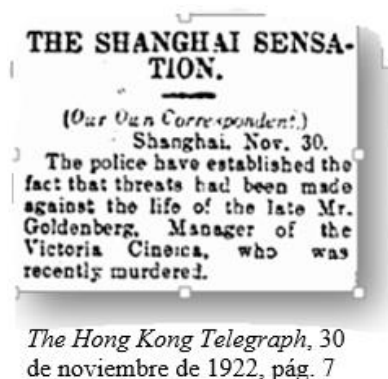 THE SHANGHAI SENSA-
TION.
(Our Own Correspondent.)
Shanghai, Nov. 30.
The police have established the
fact that threats had been made
against the life of the late Mr.
Goldenberg, Manager of the
Victoria Cinema, who was
recently murdered.
The Hong Kong Telegraph, 30
de noviembre de 1922, pág. 7